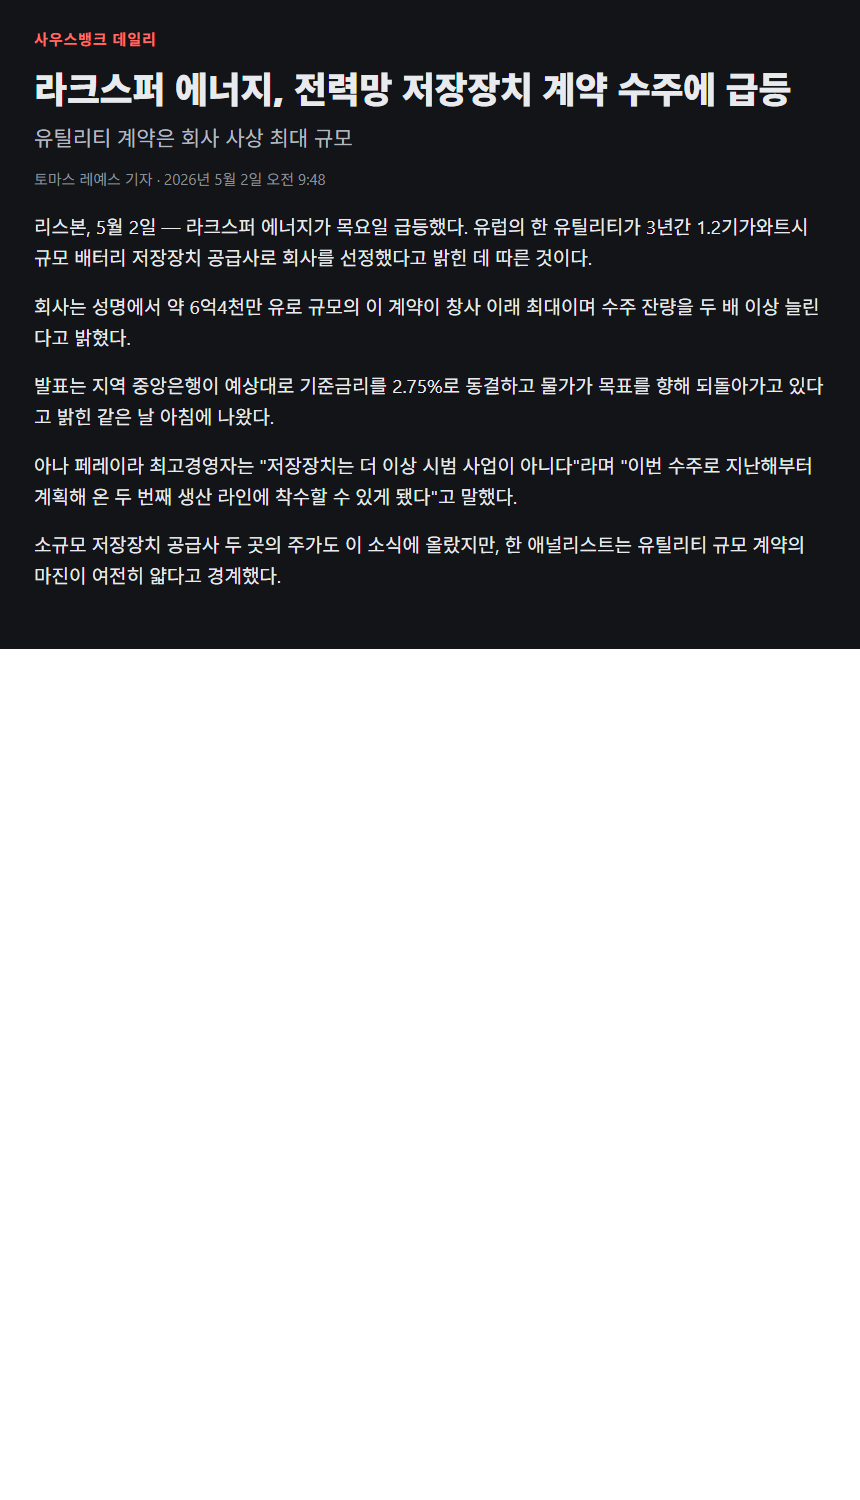 사우스뱅크 데일리
라크스퍼 에너지, 전력망 저장장치 계약 수주에 급등
유틸리티 계약은 회사 사상 최대 규모
토마스 레예스 기자 · 2026년 5월 2일 오전 9:48
리스본, 5월 2일 — 라크스퍼 에너지가 목요일 급등했다. 유럽의 한 유틸리티가 3년간 1.2기가와트시
규모 배터리 저장장치 공급사로 회사를 선정했다고 밝힌 데 따른 것이다.
회사는 성명에서 약 6억4천만 유로 규모의 이 계약이 창사 이래 최대이며 수주 잔량을 두 배 이상 늘린
다고 밝혔다.
발표는 지역 중앙은행이 예상대로 기준금리를 2.75%로 동결하고 물가가 목표를 향해 되돌아가고 있다
고 밝힌 같은 날 아침에 나왔다.
아나 페레이라 최고경영자는 "저장장치는 더 이상 시범 사업이 아니다"라며 "이번 수주로 지난해부터
계획해 온 두 번째 생산 라인에 착수할 수 있게 됐다"고 말했다.
소규모 저장장치 공급사 두 곳의 주가도 이 소식에 올랐지만, 한 애널리스트는 유틸리티 규모 계약의
마진이 여전히 얇다고 경계했다.